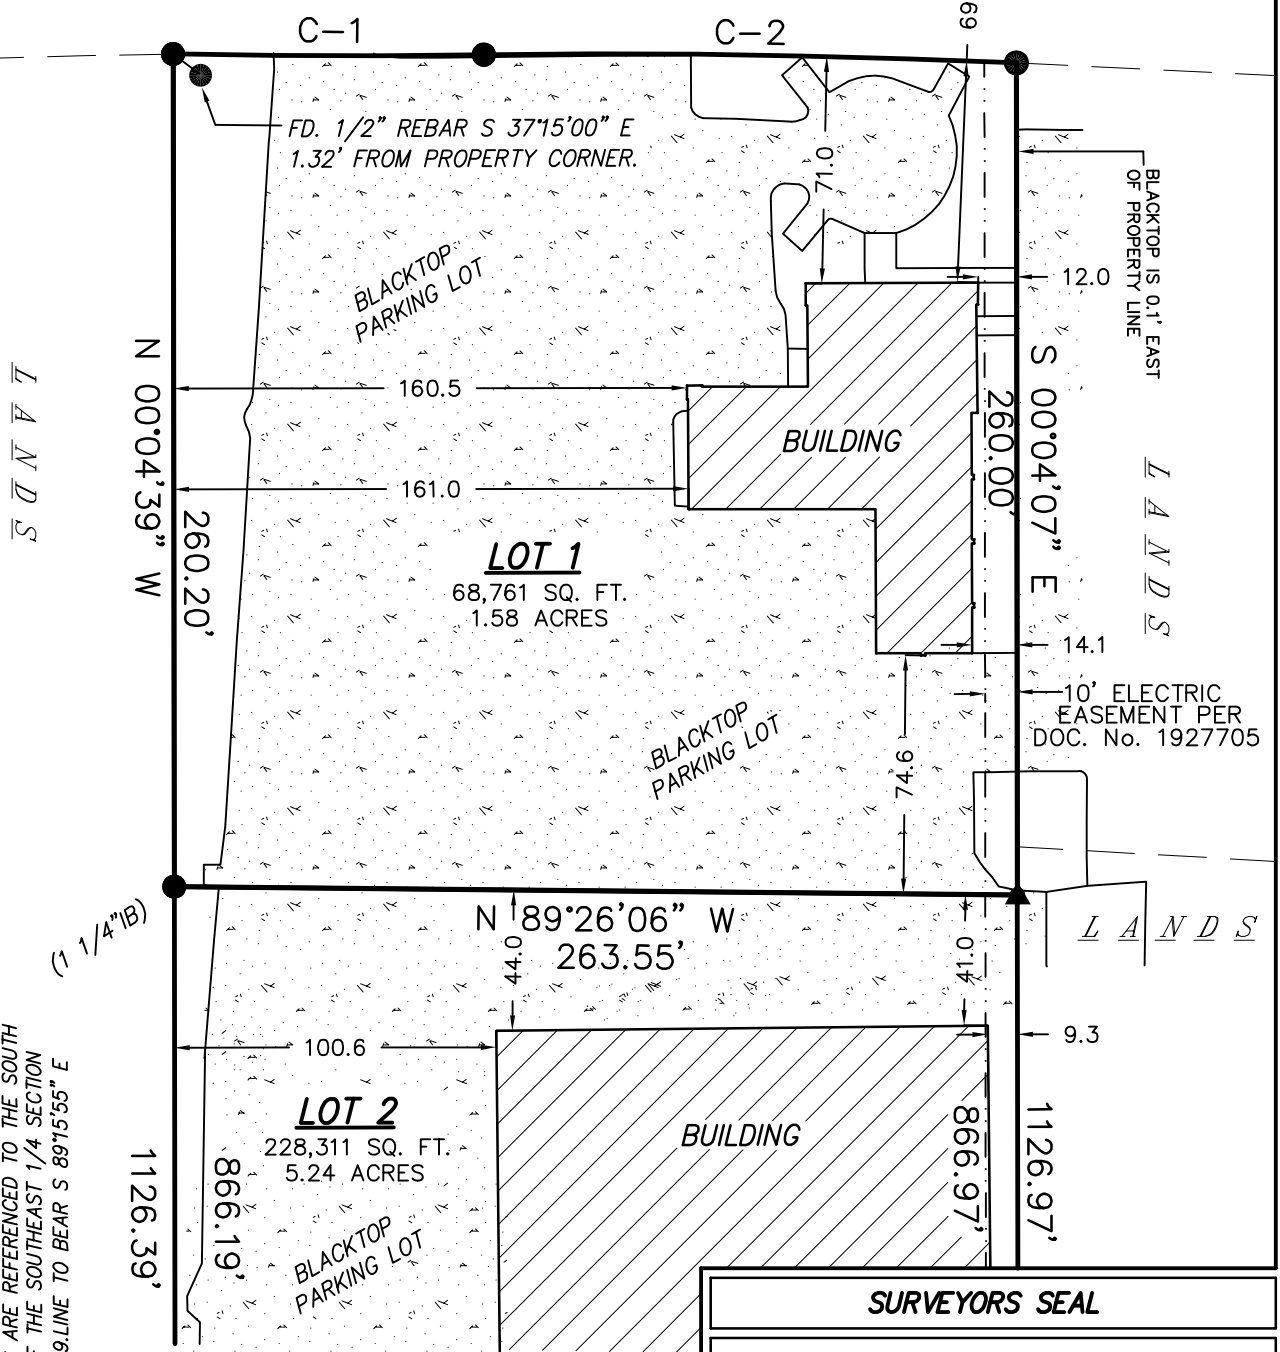 C-1
C-2
69
FD. 1/2" REBAR S 37°15'00" E
1.32' FROM PROPERTY CORNER.
71.0
BLACKTOP IS 0.1' EAST
OF PROPERTY LINE
12.0
BLACKTOP
PARKING LOT
L A N D S
N 00°04'39" W
260.20'
160.5
BUILDING
161.0
S 00°04'07" E
260.00'
L A N D S
LOT 1
68,761 SQ. FT.
1.58 ACRES
14.1
10' ELECTRIC
EASEMENT PER
DOC. No. 1927705
BLACKTOP
PARKING LOT
74.6
(1 1/4"IB)
N 89°26'06" W
263.55'
44.0
41.0
L A N D S
9.3
100.6
LOT 2
228,311 SQ. FT.
5.24 ACRES
BUILDING
866.97'
1126.97'
1126.39'
866.19'
BLACKTOP
PARKING LOT
ARE REFERENCED TO THE SOUTH
THE SOUTHEAST 1/4 SECTION
9.LINE TO BEAR S 89°15'55" E
SURVEYORS SEAL